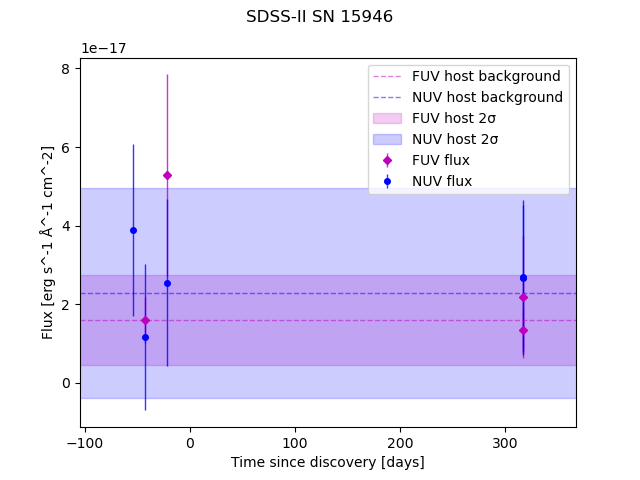 SDSS-II SN 15946
1e−17
8
6
4
2
0
Flux [erg s^-1 Å^-1 cm^-2]
−100
0
100
200
300
Time since discovery [days]
FUV host background
NUV host background
FUV host 2σ
NUV host 2σ
FUV flux
NUV flux